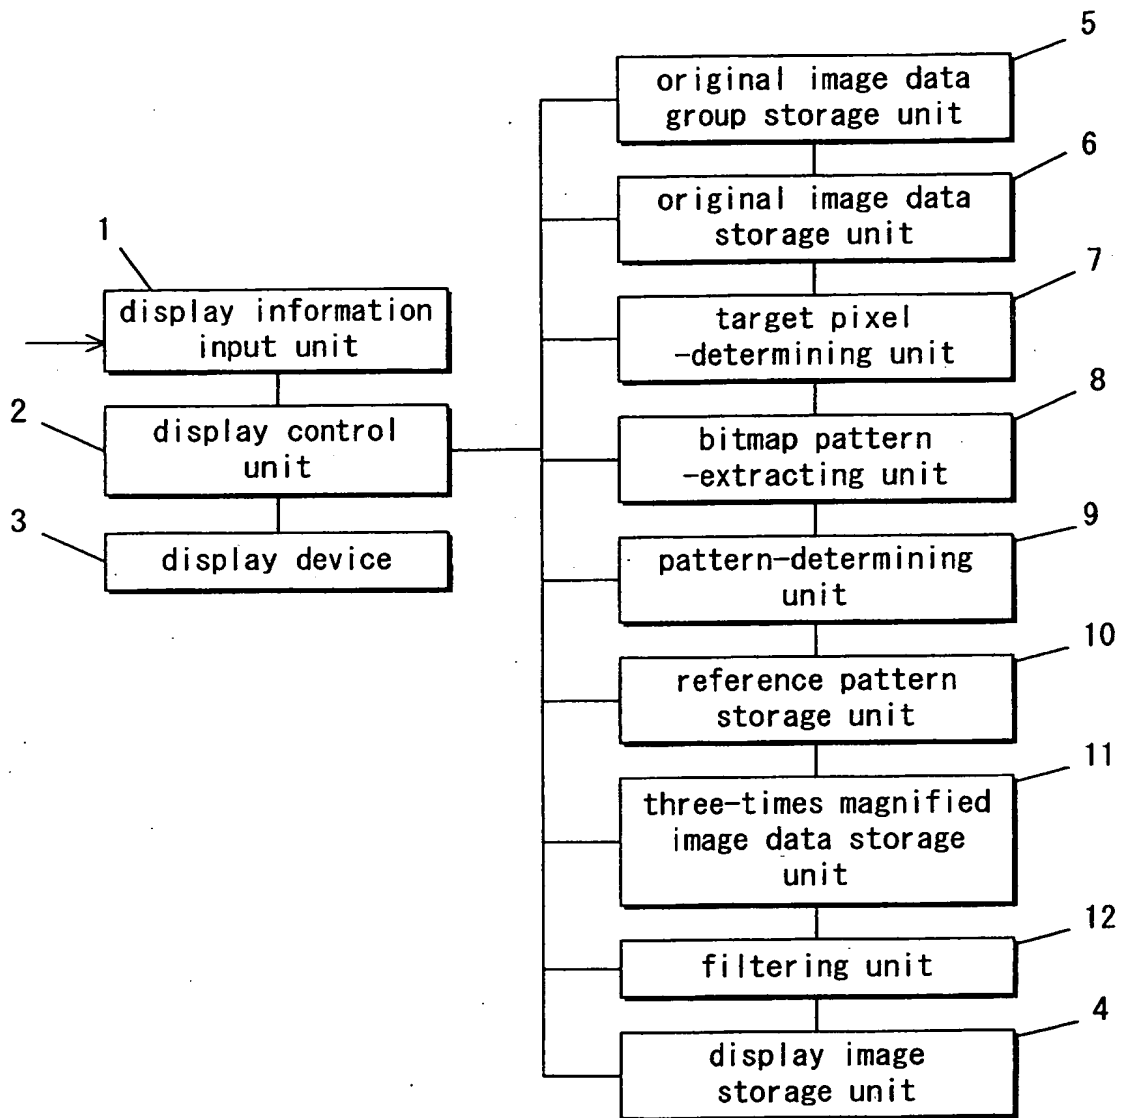 1
display information
input unit
2
display control
unit
3
display device
5
original image data
group storage unit
6
original image data
storage unit
7
target pixel
-determining unit
8
bitmap pattern
-extracting unit
9
pattern-determining
unit
10
reference pattern
storage unit
11
three-times magnified
image data storage
unit
12
filtering unit
4
display image
storage unit